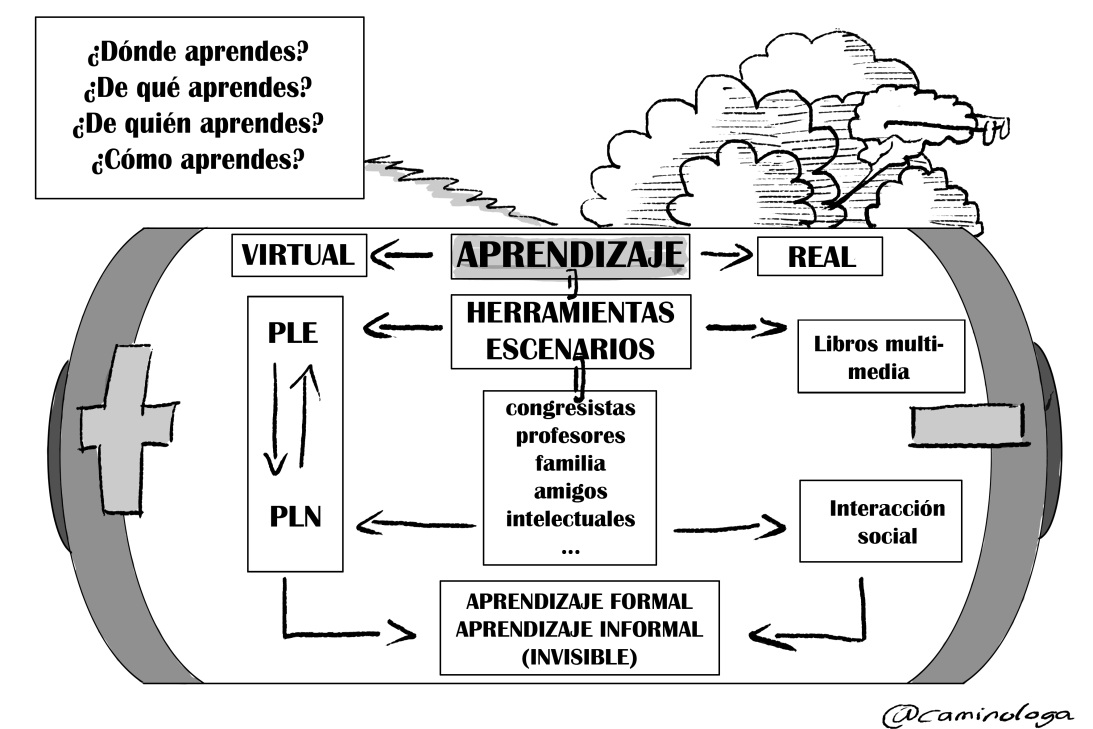 ¿Dónde aprendes?
¿De qué aprendes?
¿De quién aprendes?
¿Cómo aprendes?
VIRTUAL
APRENDIZAJE
REAL
HERRAMIENTAS
ESCENARIOS
PLE
Libros multi-
media
congresistas
profesores
familia
amigos
intelectuales
...
PLN
Interacción
social
APRENDIZAJE FORMAL
APRENDIZAJE INFORMAL
(INVISIBLE)
@caminologa